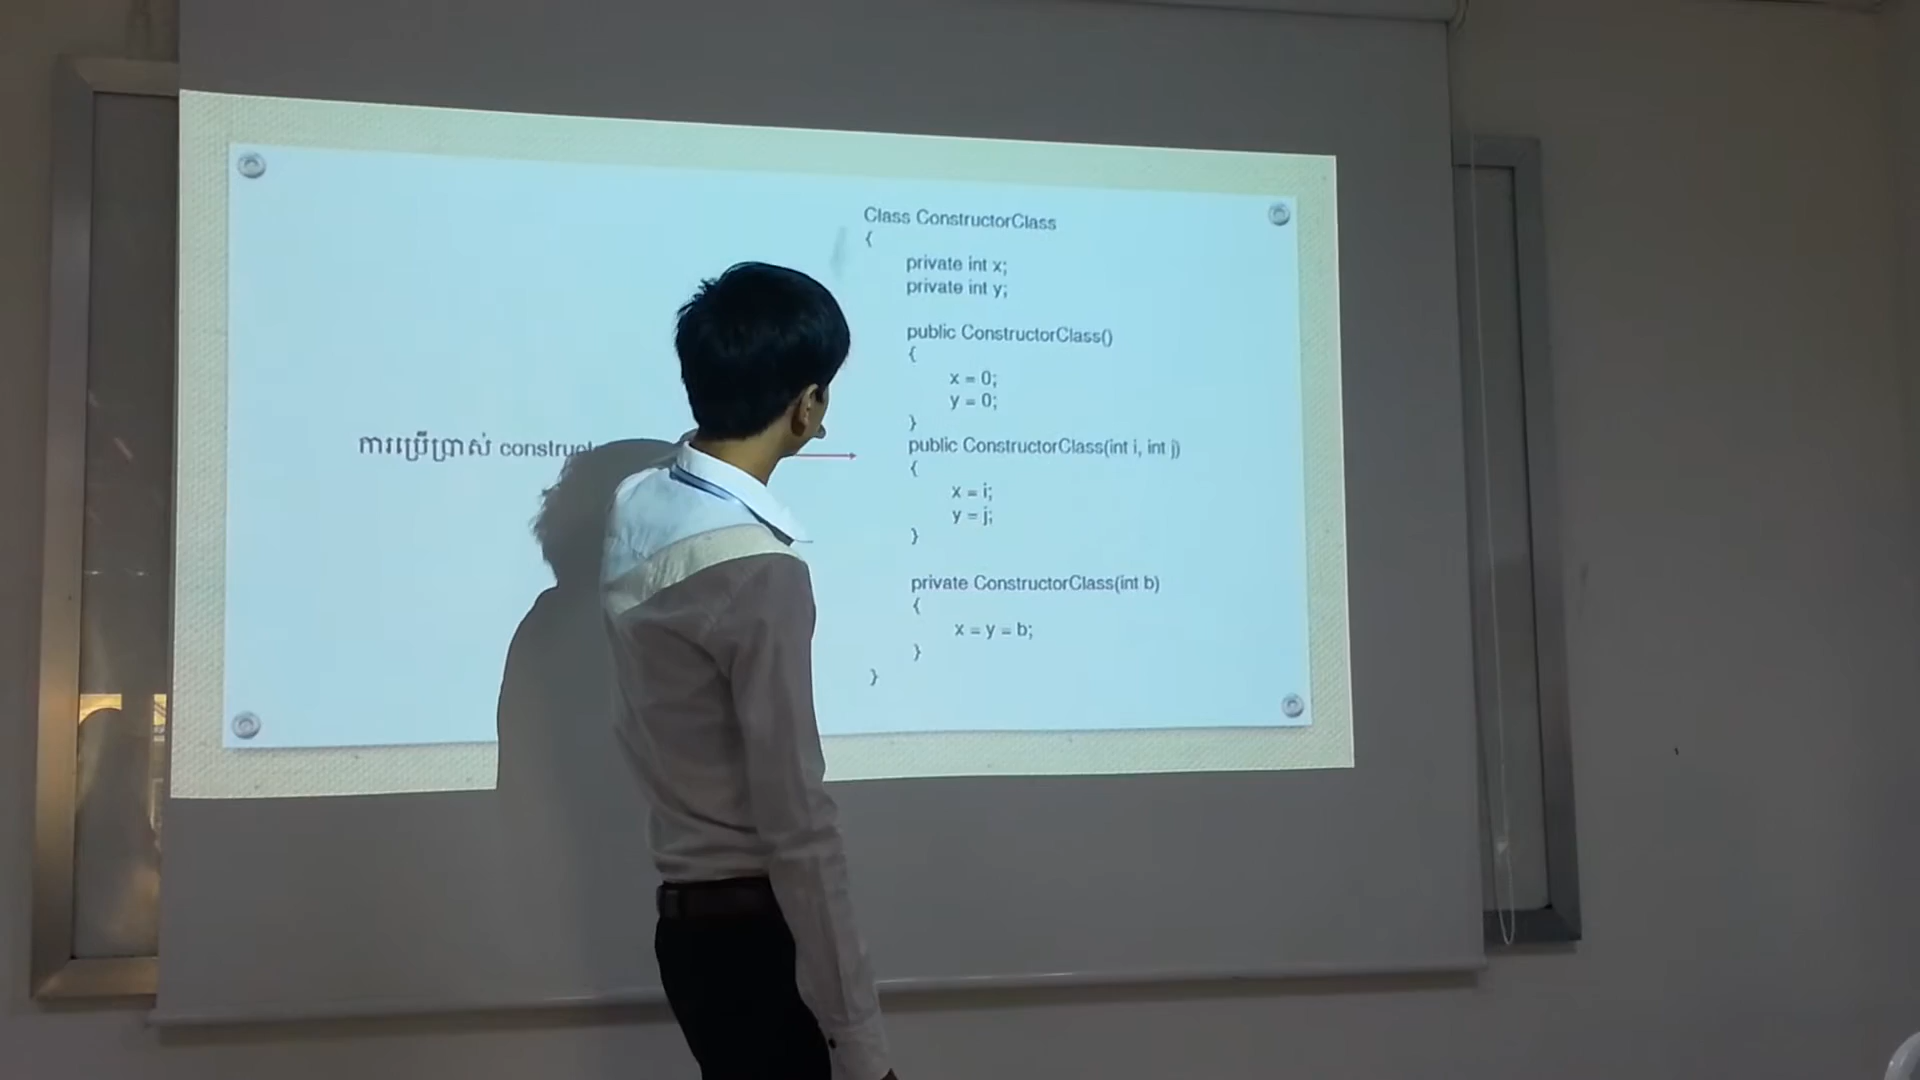 ការប្រើប្រាស់
Class ConstructorClass
{
private int x;
private int y;
public ConstructorClass()
{
x = 0;
y = 0;
}
public ConstructorClass(int i, int j)
{
x = i;
y = j;
}
private ConstructorClass(int b)
{
x = y = b;
}
}